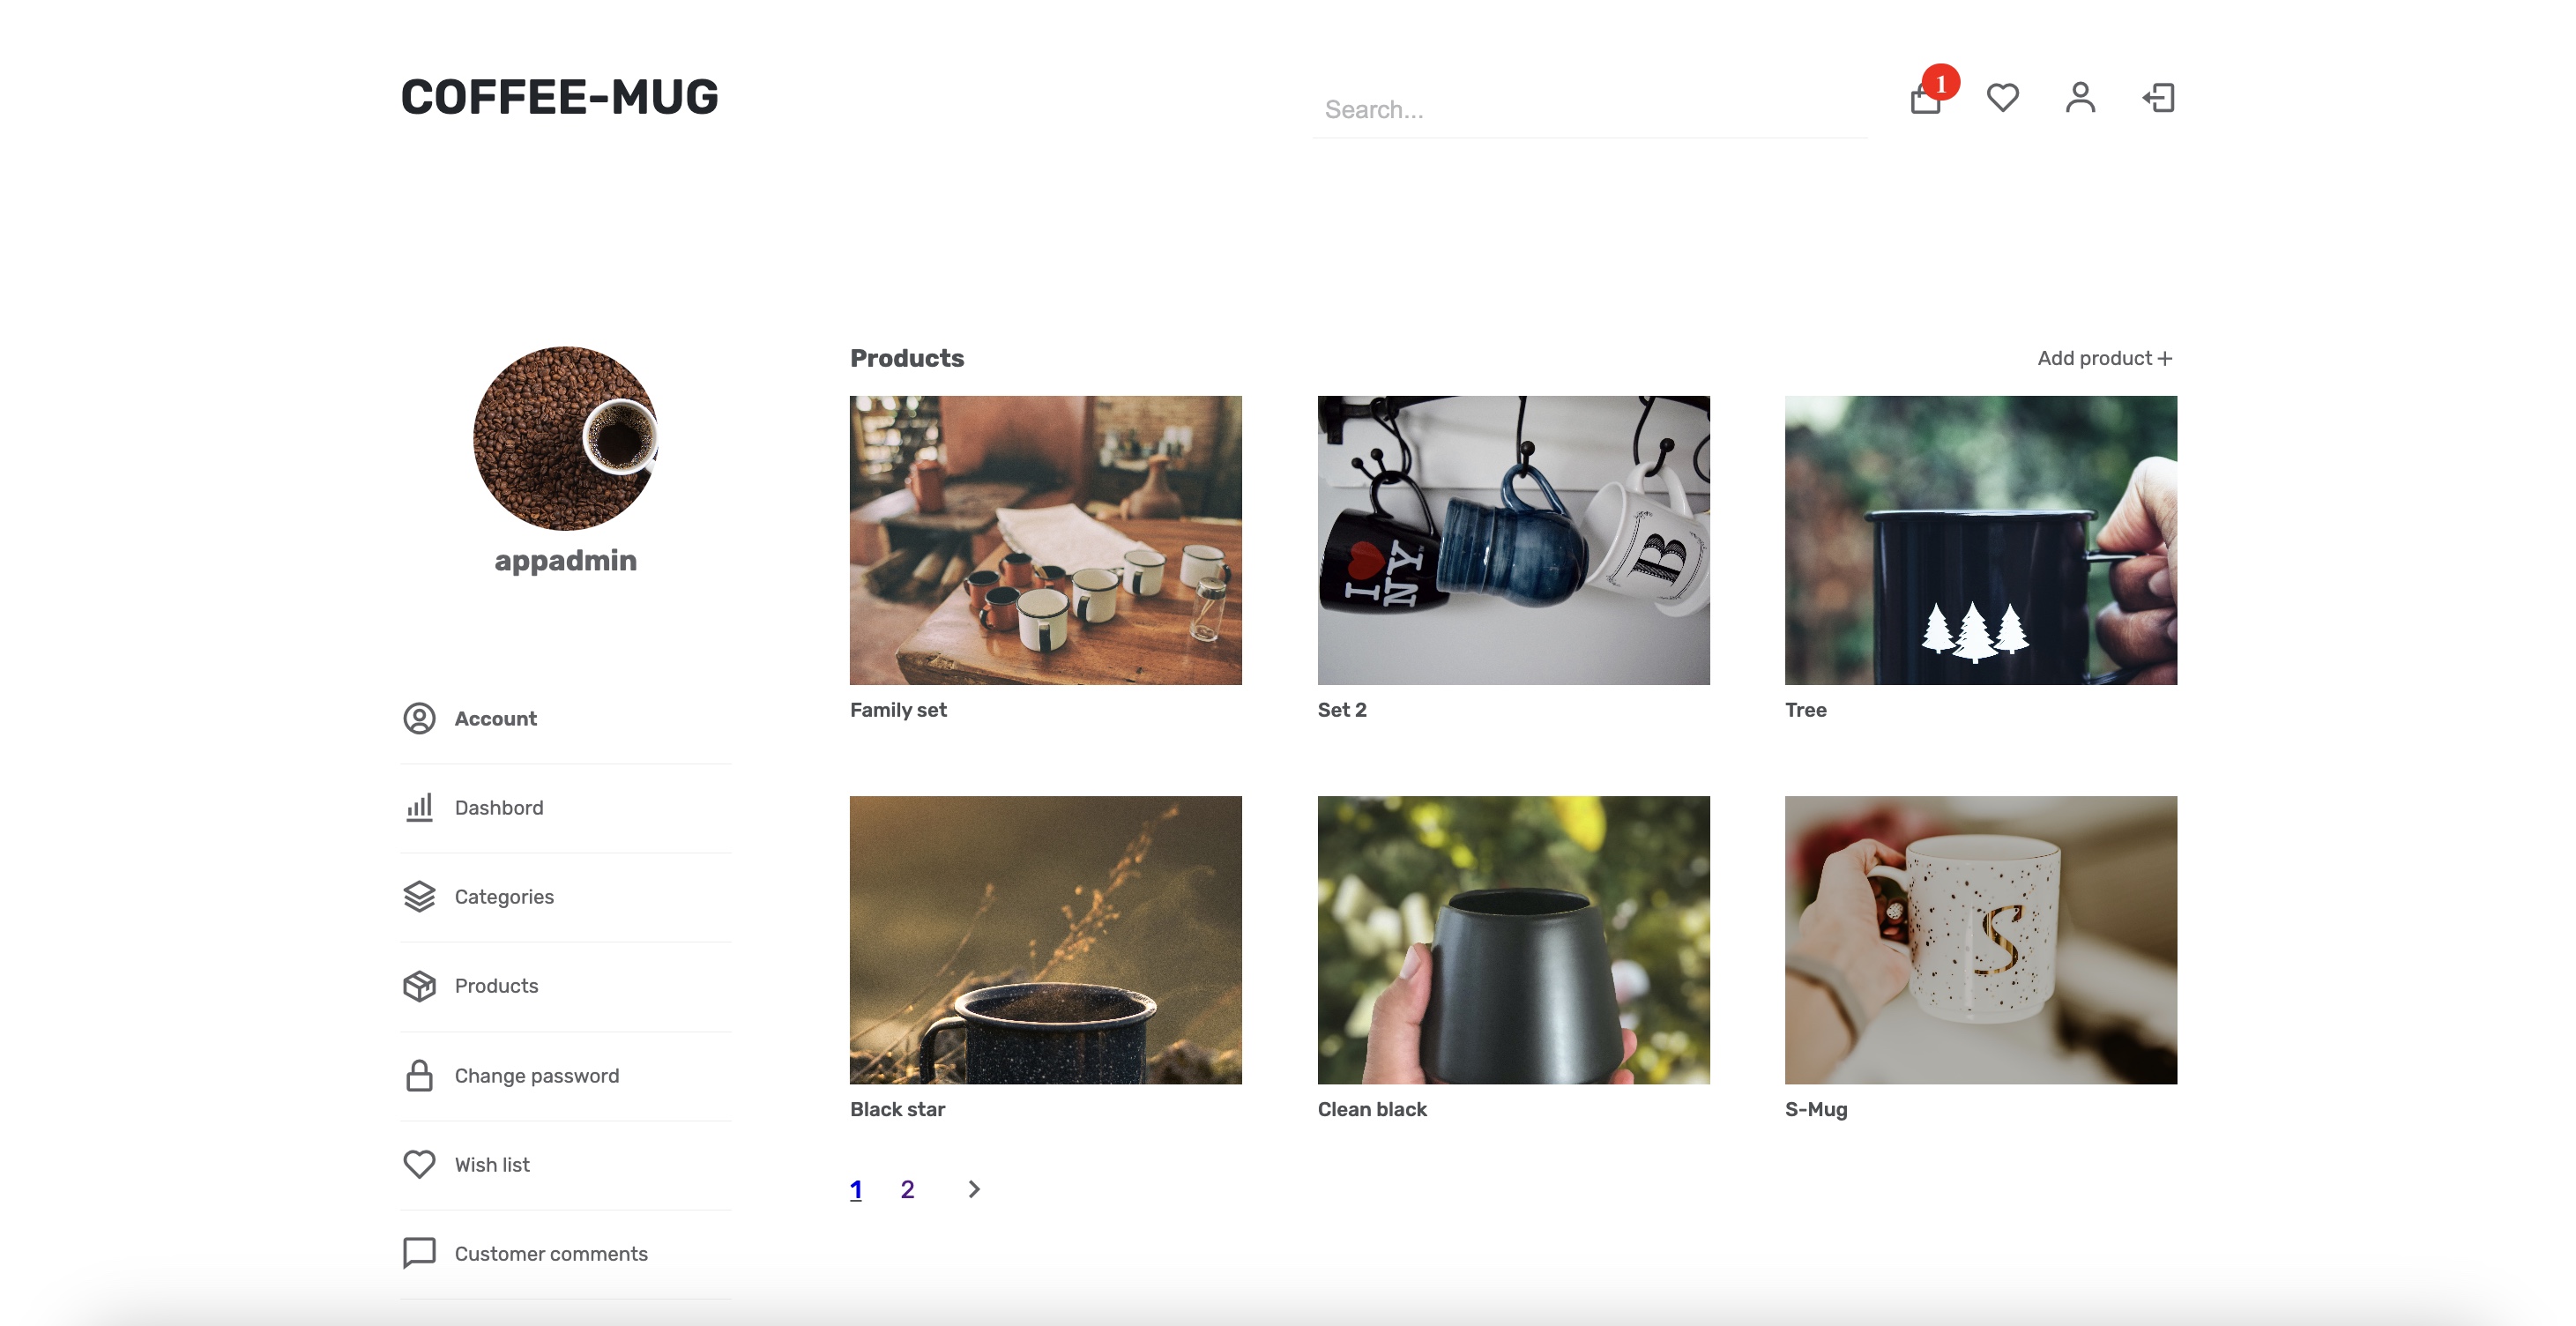 COFFEE-MUG
Search...
1
Products
Add product
appadmin
I
NY
B
Family set
Set 2
Tree
Account
Dashbord
Categories
Products
Change password
Wish list
Customer comments
S
Black star
Clean black
S-Mug
1 2